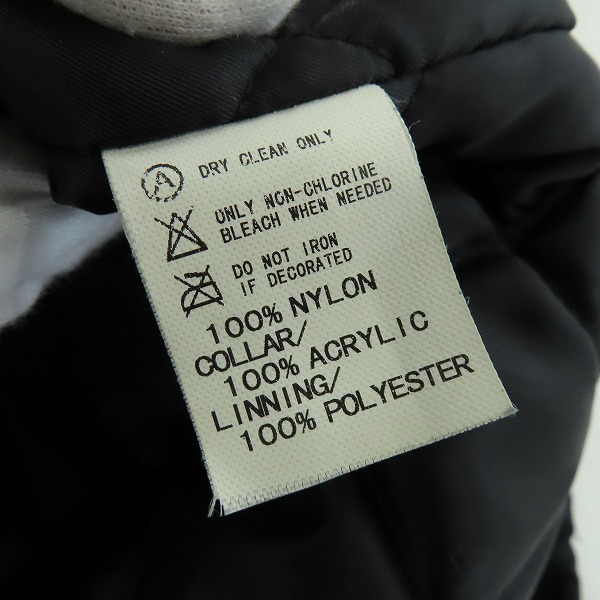 A DRY CLEAN ONLY
ONLY NON-CHLORINE
BLEACH WHEN NEEDED
DO NOT IRON
IF DECORATED
100% NYLON
COLLAR/
100% ACRYLIC
LINNING/
100% POLYESTER